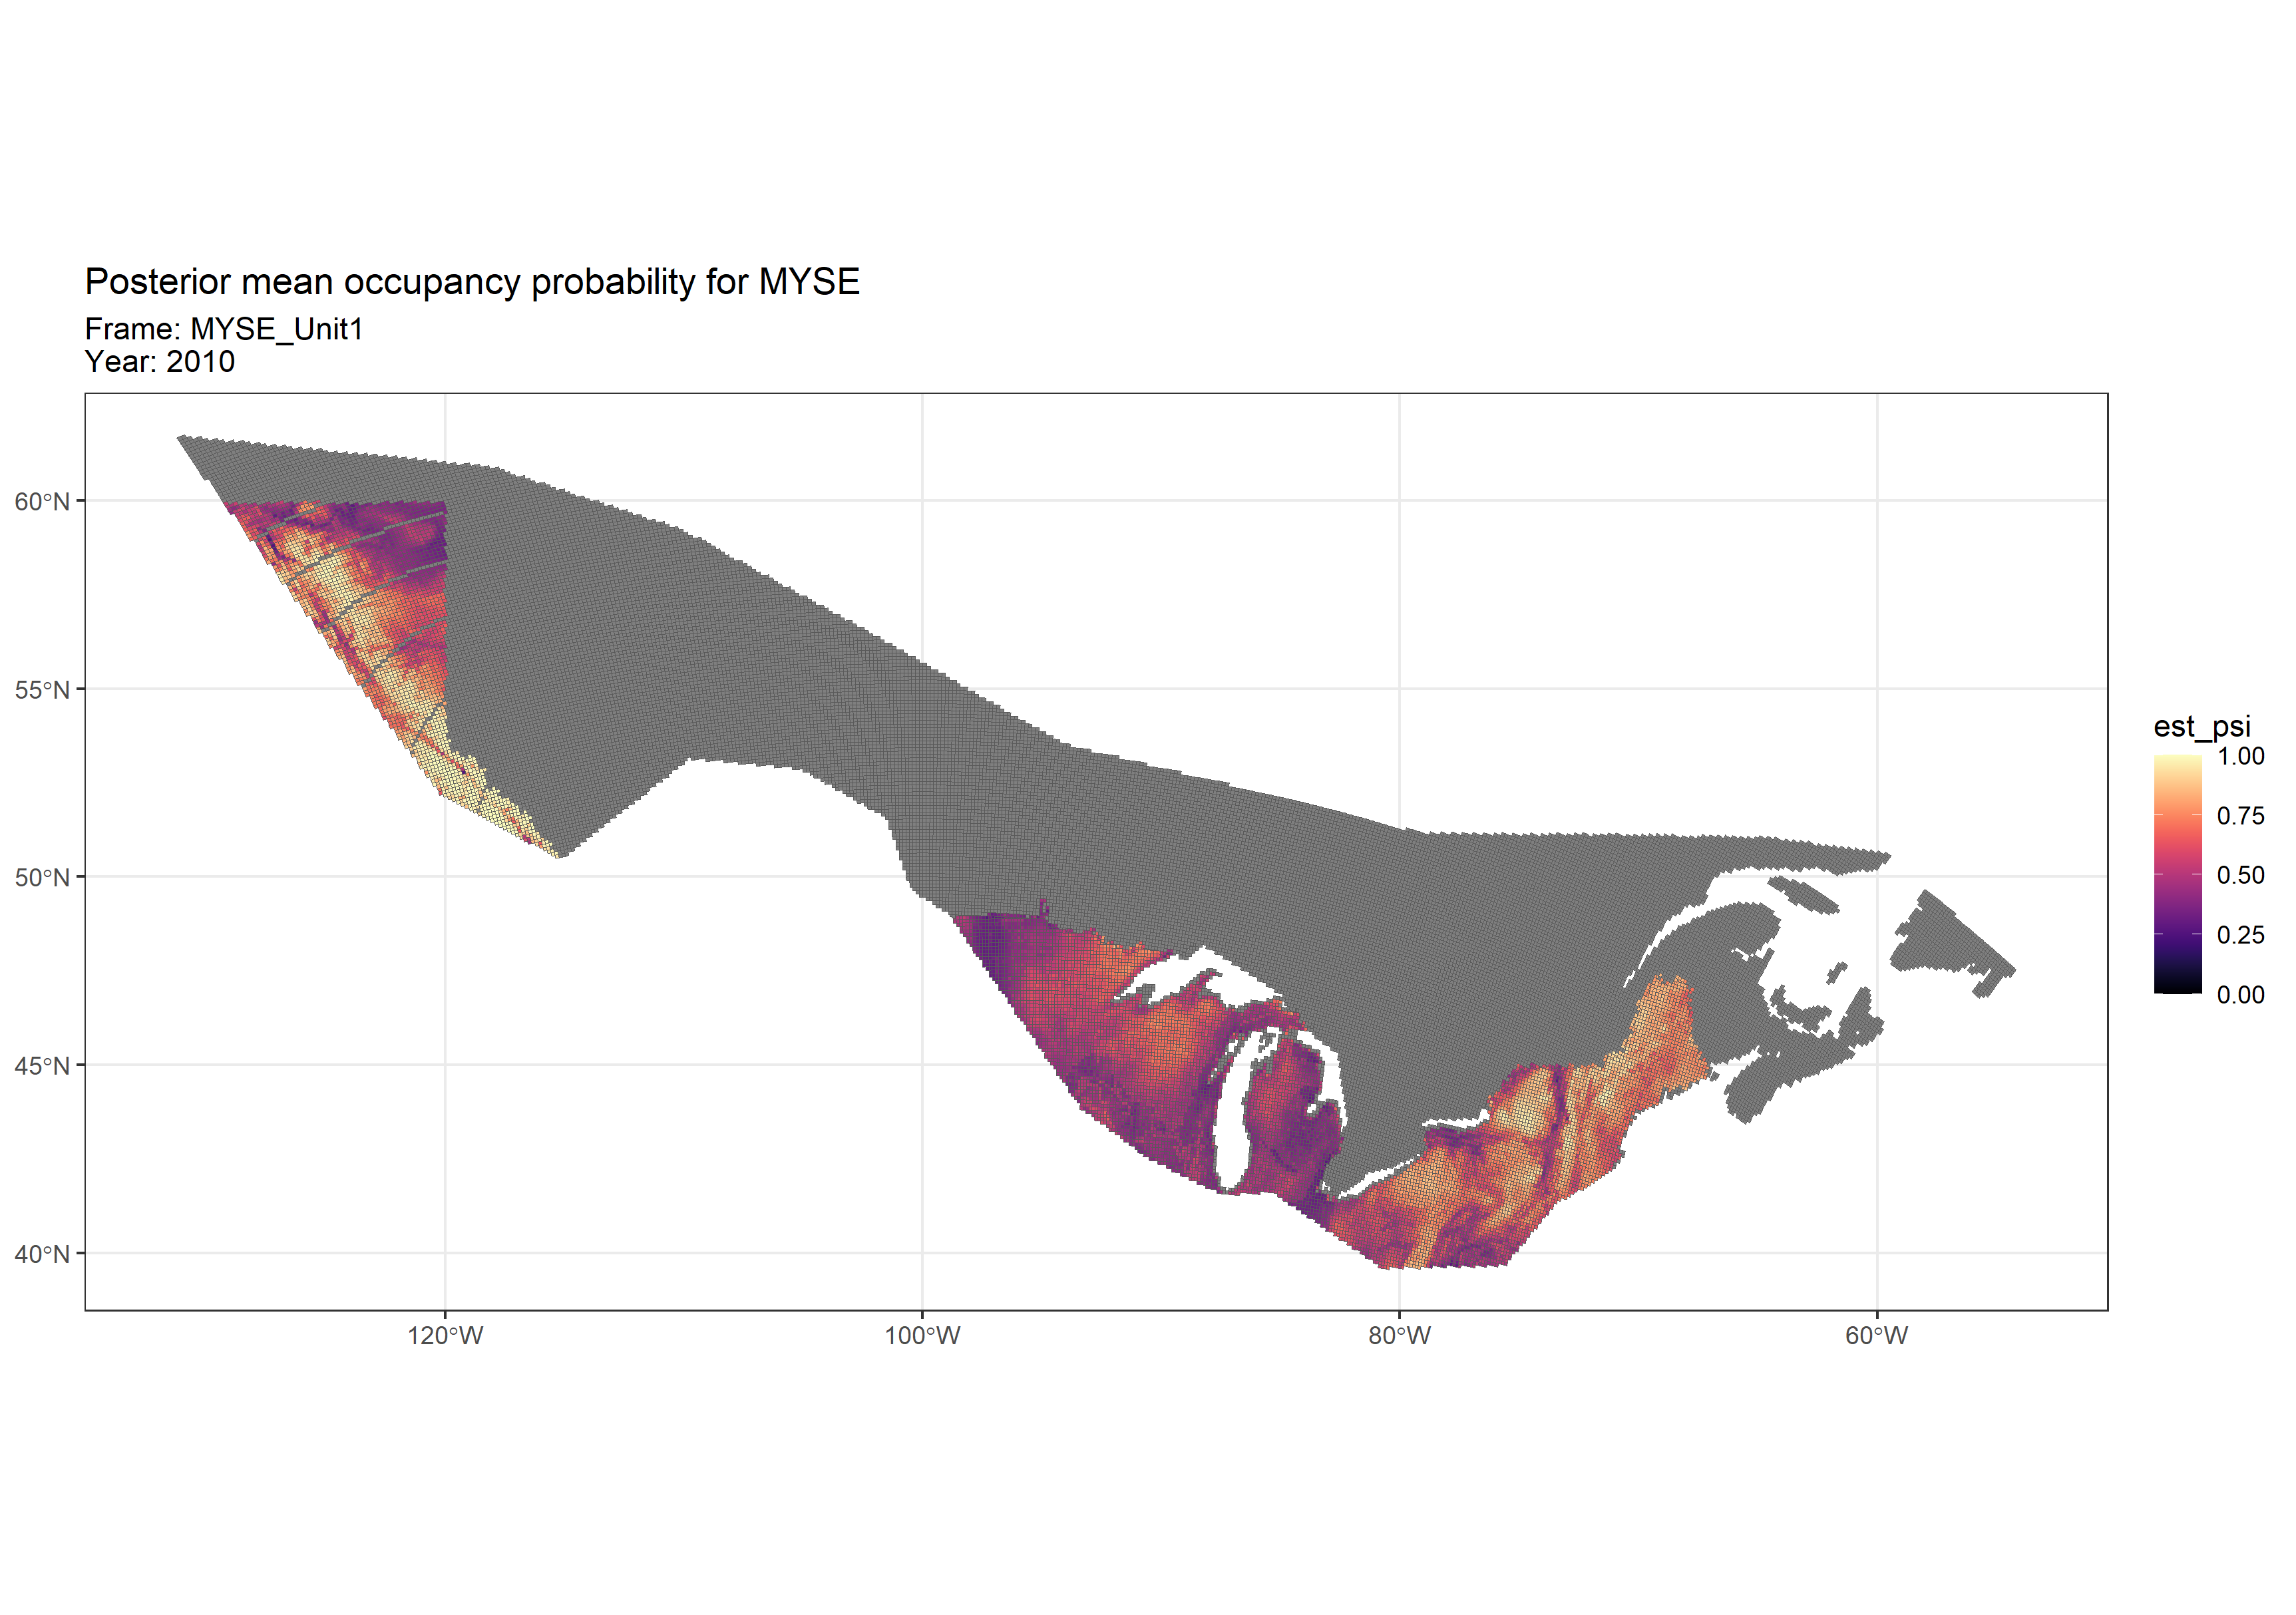 Posterior mean occupancy probability for MYSE
Frame: MYSE_Unit1
Year: 2010
60°N
55°N
50°N
45°N
40°N
120°W
100°W
80°W
60°W
est_psi
1.00
0.75
0.50
0.25
0.00